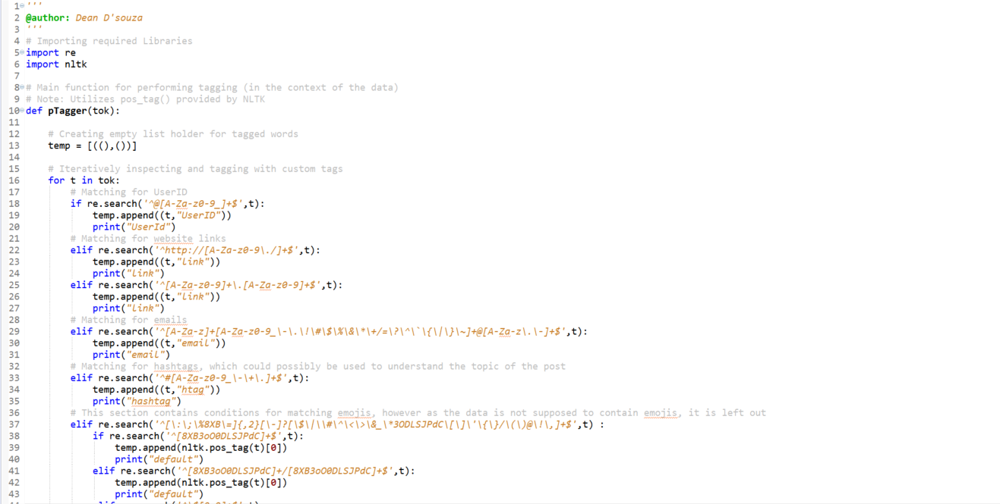 1 '''
2 @author: Dean D'souza
3 '''
4 # Importing required Libraries
5 import re
6 import nltk
7
8 # Main function for performing tagging (in the context of the data)
9 # Note: Utilizes pos_tag() provided by NLTK
10 def pTagger(tok):
11
12     # Creating empty list holder for tagged words
13     temp = [((),())]
14
15     # Iteratively inspecting and tagging with custom tags
16     for t in tok:
17         # Matching for UserID
18         if re.search('^@[A-Za-z0-9_]+$',t):
19             temp.append((t,"UserID"))
20             print("UserId")
21         # Matching for website links
22         elif re.search('^http://[A-Za-z0-9\./]+$',t):
23             temp.append((t,"link"))
24             print("link")
25         elif re.search('^[A-Za-z0-9]+\.[A-Za-z0-9]+$',t):
26             temp.append((t,"link"))
27             print("link")
28         # Matching for emails
29         elif re.search('^[A-Za-z]+[A-Za-z0-9_\-\.\!\#\$\%\&\*\+/=\?\^\`\{\|\}\~]+@[A-Za-z\.\-]+$',t):
30             temp.append((t,"email"))
31             print("email")
32         # Matching for hashtags, which could possibly be used to understand the topic of the post
33         elif re.search('^#[A-Za-z0-9_\-\+\.]+$',t):
34             temp.append((t,"htag"))
35             print("hashtag")
36         # This section contains conditions for matching emojis, however as the data is not supposed to contain emojis, it is left out
37         elif re.search('^[\:\;\%8XB\=]{,2}[\-]?[\$\|\\#\^\<\>\&_\*3ODLSJPdC\[\]\'\{\}/\(\)@\!\,]+$',t) :
38             if re.search('^[8XB3oO0DLSJPdC]+$',t):
39                 temp.append(nltk.pos_tag(t)[0])
40                 print("default")
41             elif re.search('^[8XB3oO0DLSJPdC]+/[8XB3oO0DLSJPdC]+$',t):
42                 temp.append(nltk.pos_tag(t)[0])
43                 print("default")